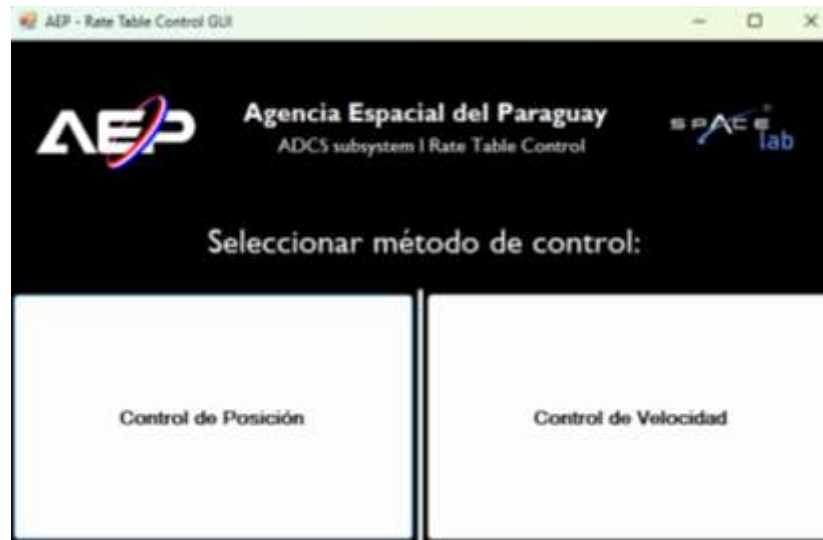 AEP - Rate Table Control GUI
AEP
Agencia Espacial del Paraguay
ADCS subsystem | Rate Table Control
SPACE
lab
Seleccionar método de control:
Control de Posición
Control de Velocidad